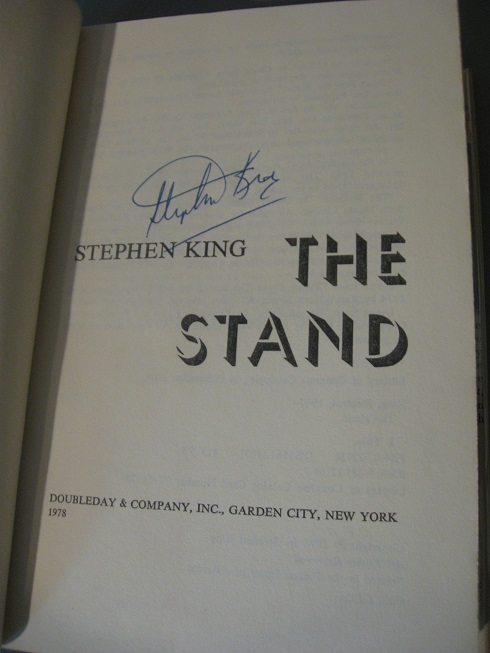 Stephen King
STEPHEN KING
THE
STAND
DOUBLEDAY & COMPANY, INC., GARDEN CITY, NEW YORK
1978